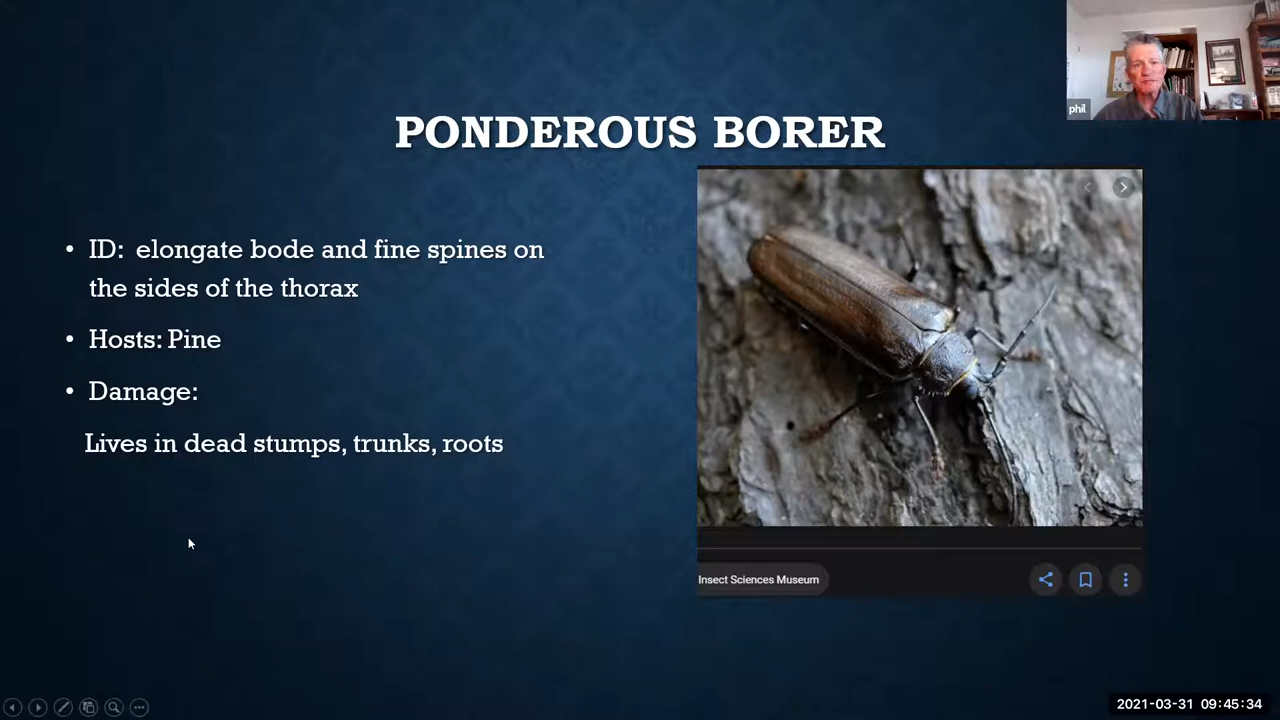 phil
PONDEROUS BORER
• ID: elongate bode and fine spines on
the sides of the thorax
• Hosts: Pine
• Damage:
Lives in dead stumps, trunks, roots
Insect Sciences Museum
2021-03-31 09:45:34